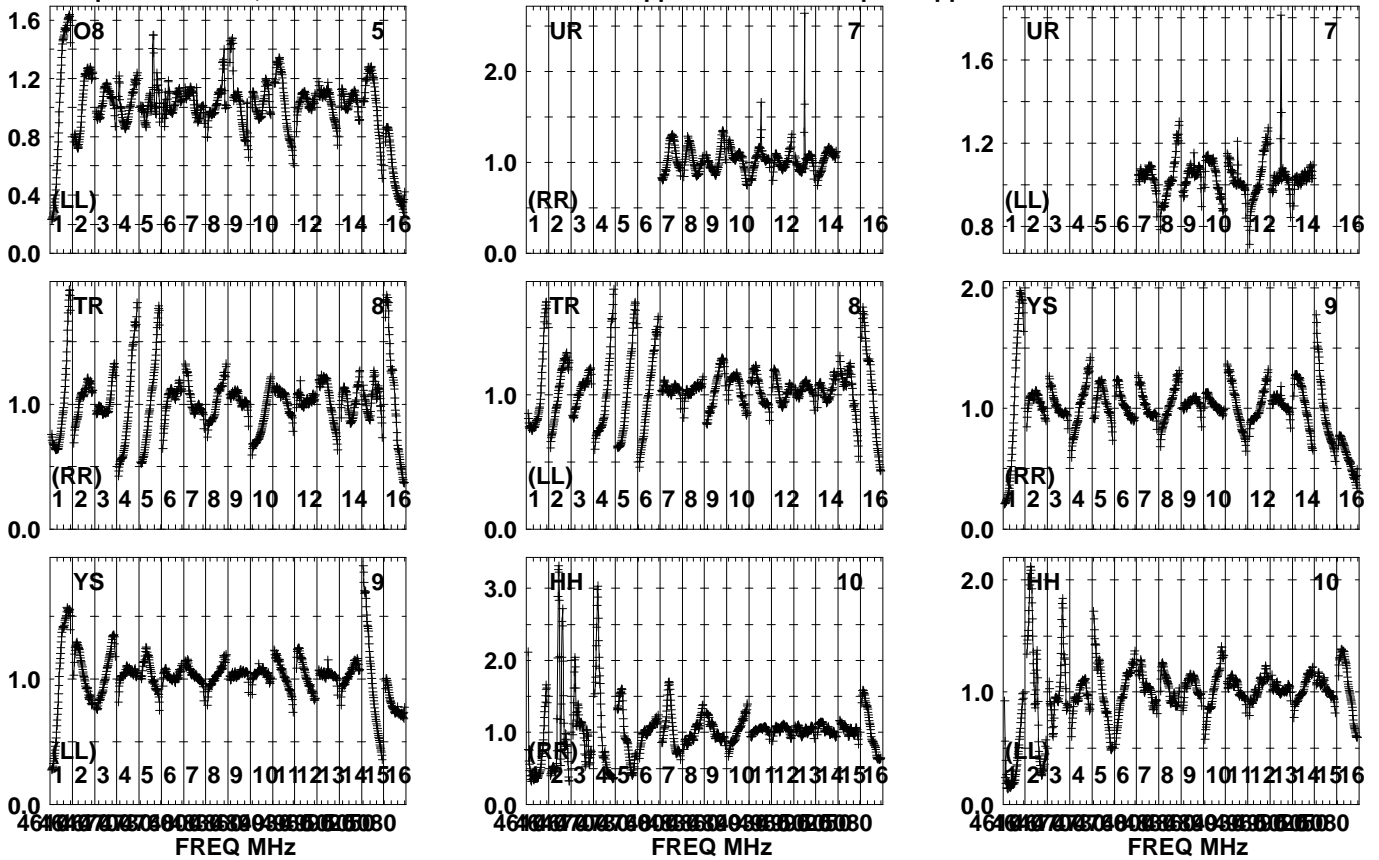 1.6 O8 5
1.2
0.8
0.4 (LL)
1 2 3 4 5 6 7 8 9 10 12 14 16
0.0
UR 7
2.0
1.0
(RR)
1 2 3 4 5 6 7 8 9 10 12 14 16
0.0
UR 7
1.6
1.2
(LL)
0.8 1 2 3 4 5 6 7 8 9 10 12 14 16
TR 8
1.0
(RR)
1 2 3 4 5 6 7 8 9 10 12 14 16
0.0
TR 8
1.0
(LL)
1 2 3 4 5 6 7 8 9 10 12 14 16
0.0
2.0 YS 9
1.0
(RR)
1 2 3 4 5 6 7 8 9 10 12 14 16
0.0
YS 9
1.0
(LL)
1 2 3 4 5 6 7 8 9 10 11 12 13 14 15 16
0.0
FREQ MHz
HH 10
3.0
2.0
1.0
(RR)
1 2 3 4 5 6 7 8 9 10 11 12 13 14 15 16
0.0
FREQ MHz
2.0 HH 10
1.0
(LL)
1 2 3 4 5 6 7 8 9 10 11 12 13 14 15 16
0.0
FREQ MHz